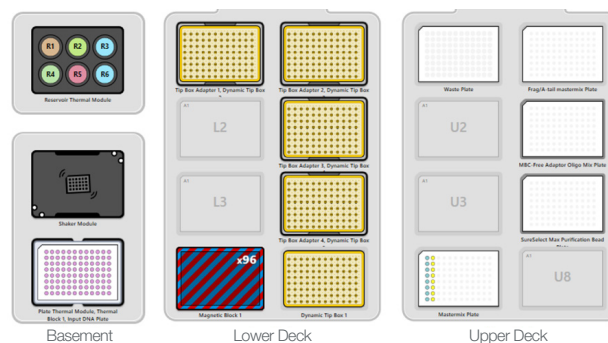 R1 R2 R3
R4 R5 R6
Reservoir Thermal Module
Shaker Module
Plate Thermal Module, Thermal
Block 1, Input DNA Plate
Basement
Tip Box Adaptor 1, Dynamic Tip Box
Tip Box Adaptor 2, Dynamic Tip Box
A1
L2
Tip Box Adaptor 3, Dynamic Tip Box
A1
L3
Tip Box Adaptor 4, Dynamic Tip Box
x96
Magnetic Block 1
Dynamic Tip Box 1
Lower Deck
Waste Plate
Frag/A-tail mastermix Plate
A1
U2
MBC-Free Adaptor Oligo Mix Plate
A1
U3
SureSelect Max Purification Bead
Mastermix Plate
A1
U8
Upper Deck